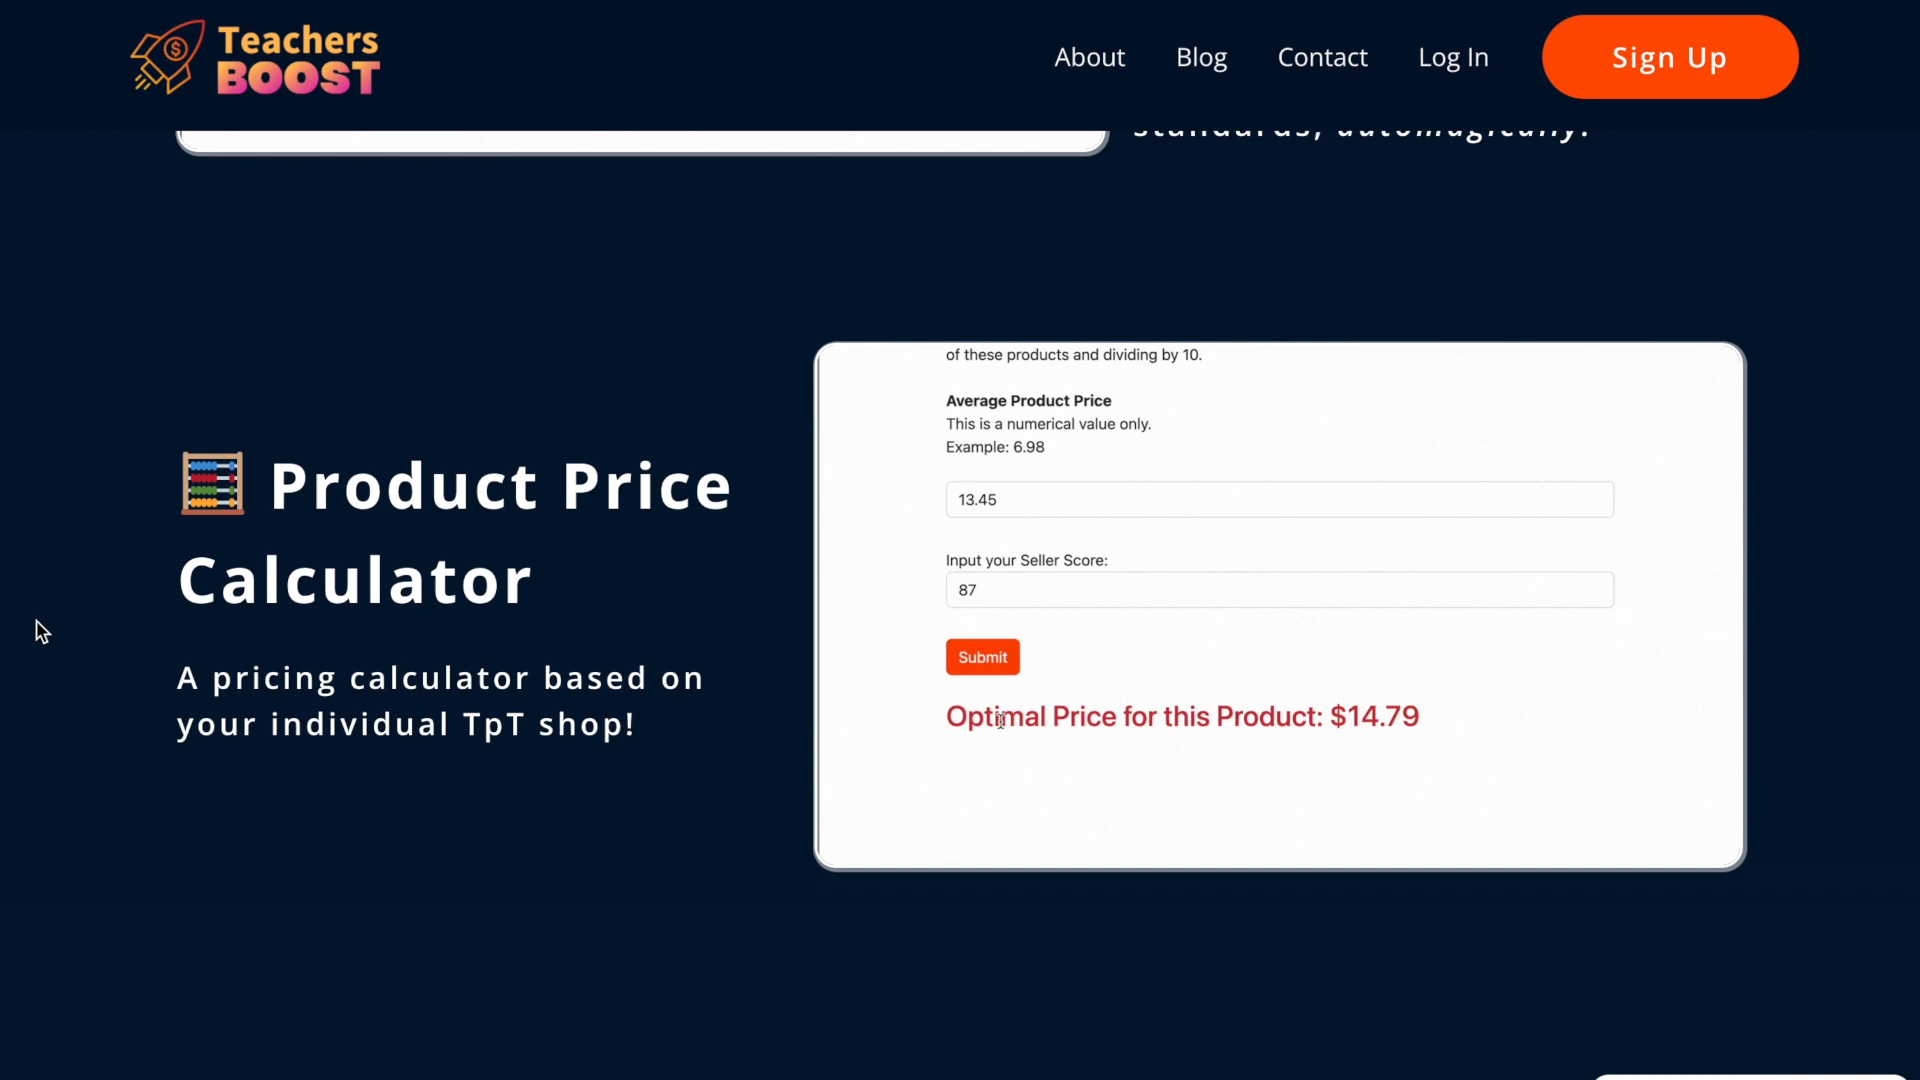 Teachers
BOOST
About
Blog
Contact
Log In
Sign Up
standards, automagically.
Product Price
Calculator
A pricing calculator based on
your individual TpT shop!
of these products and dividing by 10.
Average Product Price
This is a numerical value only.
Example: 6.98
13.45
Input your Seller Score:
87
Submit
Optimal Price for this Product: $14.79